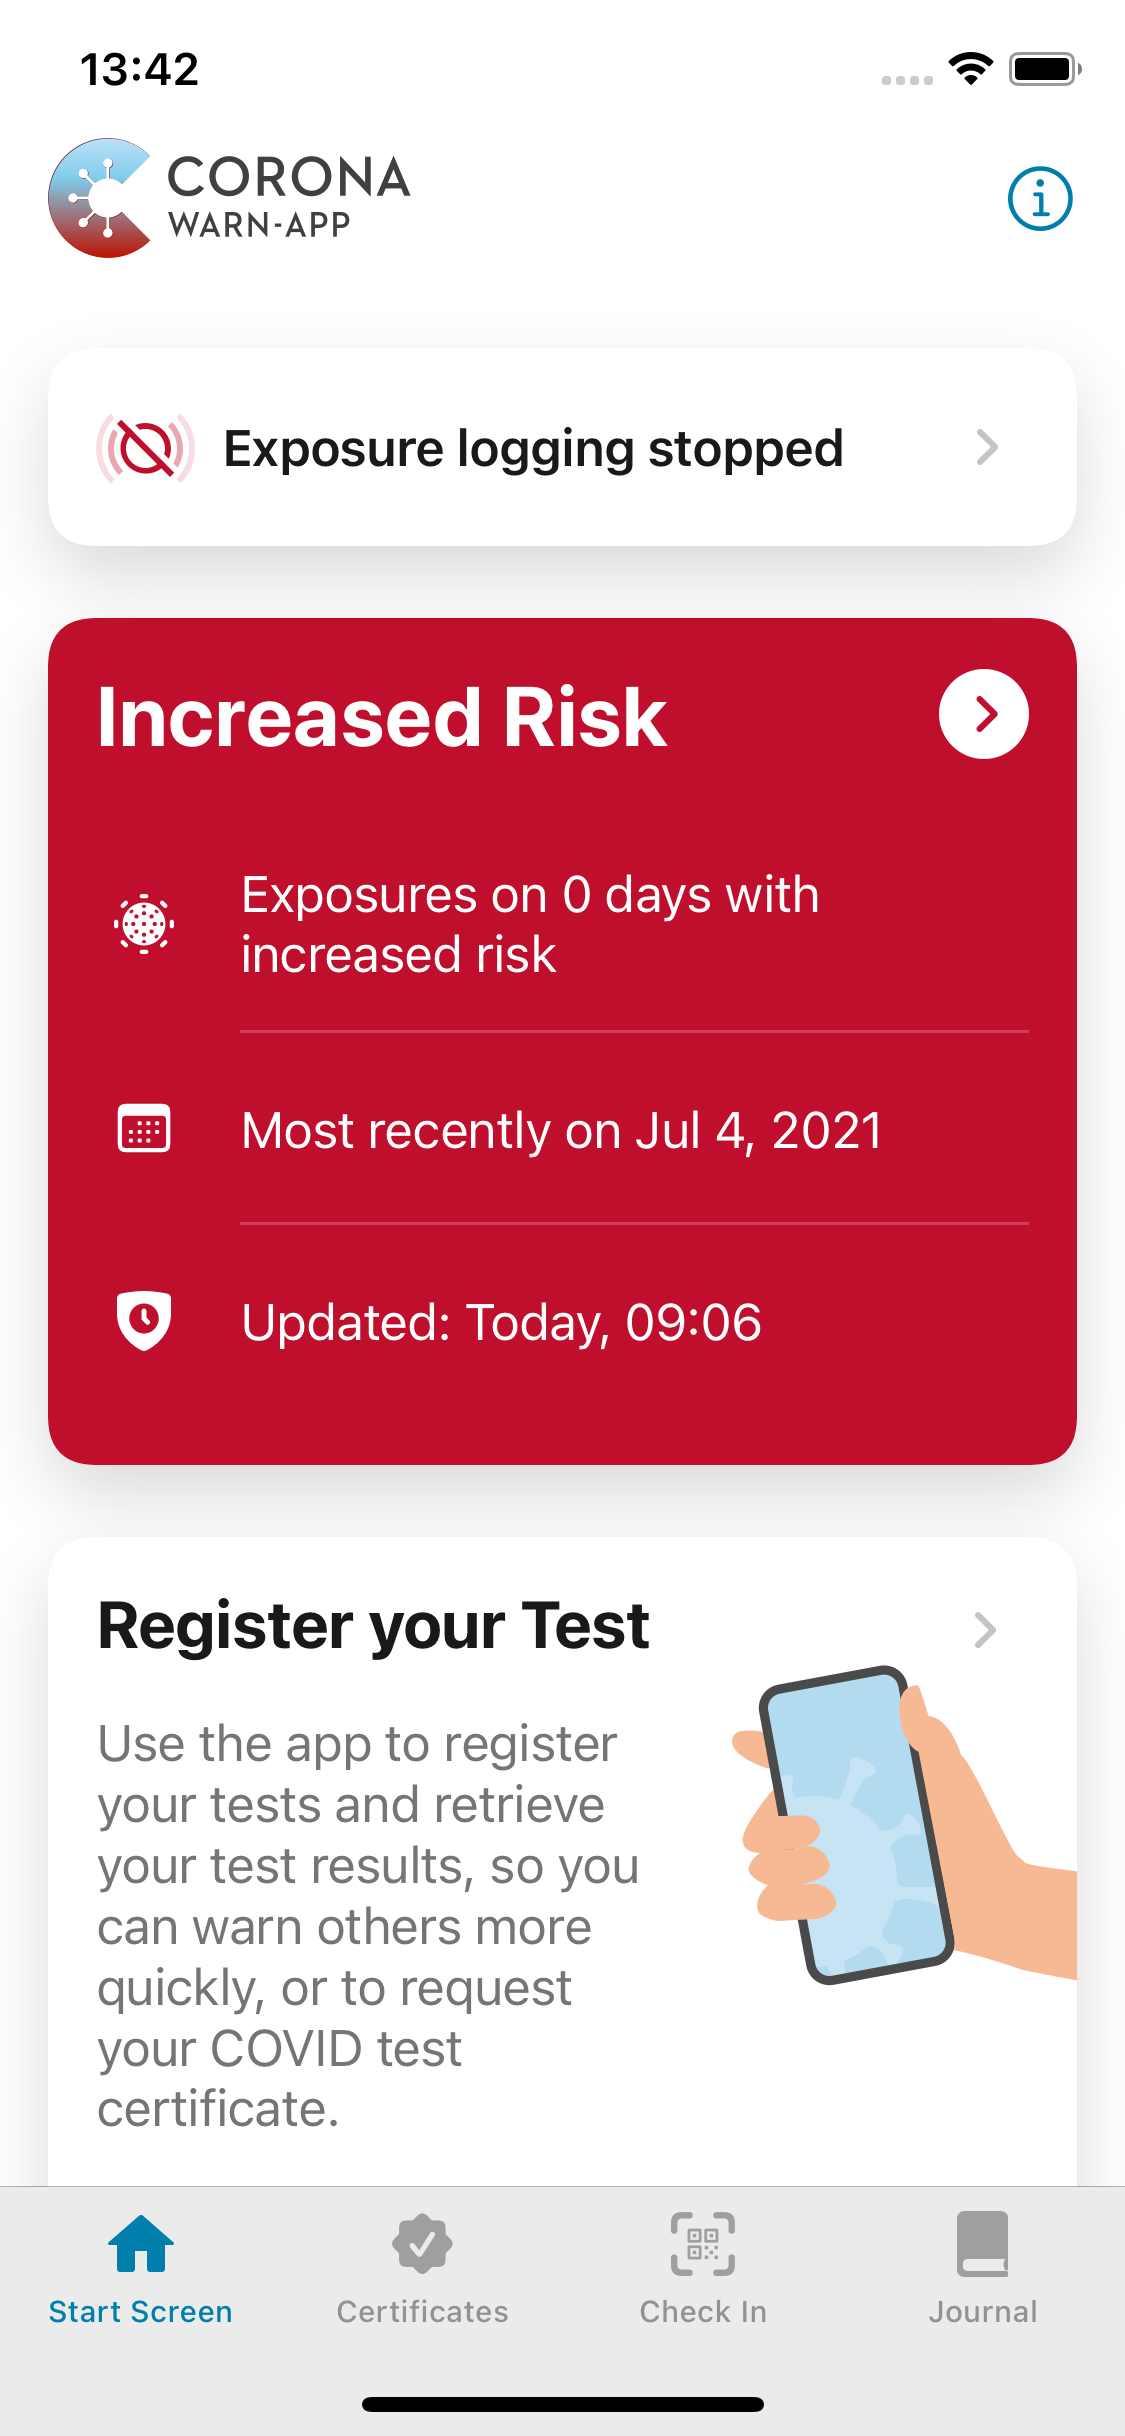 13:42
CORONA
WARN-APP
Exposure logging stopped
Increased Risk
Exposures on 0 days with
increased risk
Most recently on Jul 4, 2021
Updated: Today, 09:06
Register your Test
Use the app to register
your tests and retrieve
your test results, so you
can warn others more
quickly, or to request
your COVID test
certificate.
Start Screen
Certificates
Check In
Journal